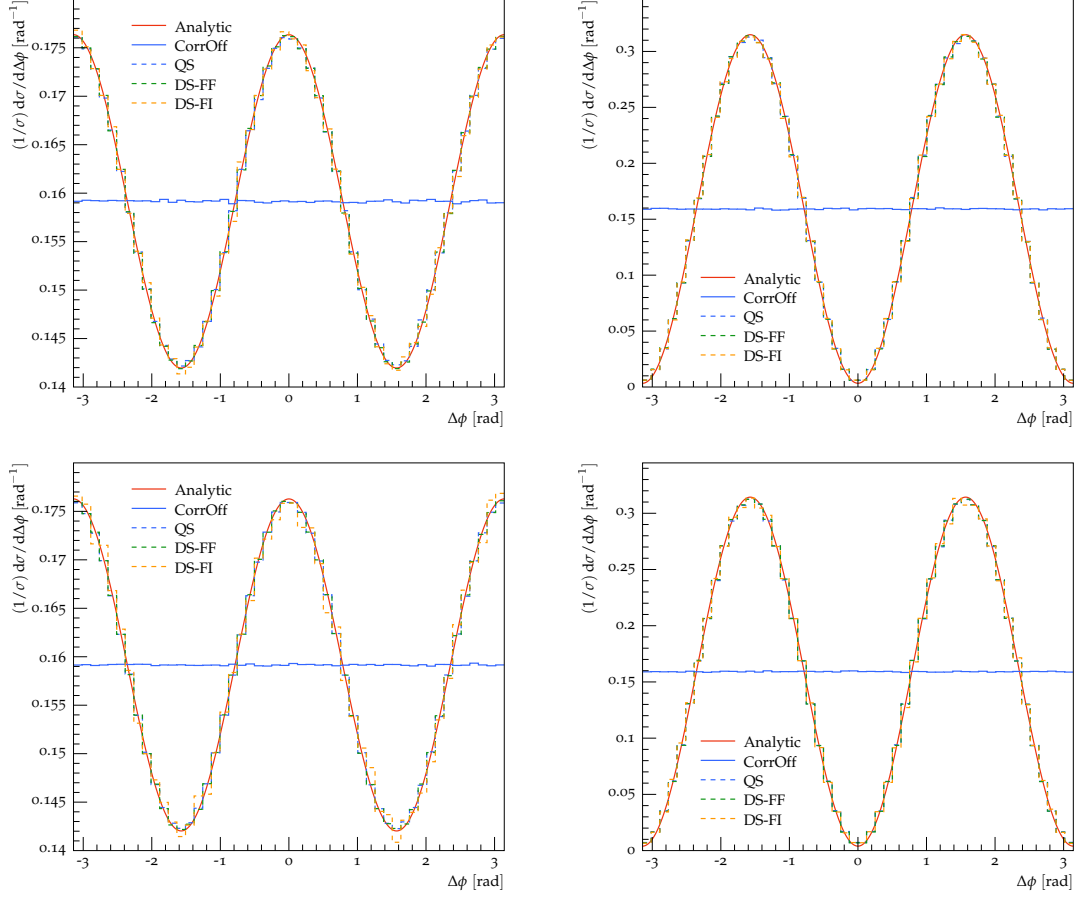 (1/σ) dσ/dΔϕ [rad⁻¹]
Analytic
CorrOff
QS
DS-FF
DS-FI
0.175
0.17
0.165
0.16
0.155
0.15
0.145
0.14
-3 -2 -1 0 1 2 3
Δϕ [rad]
(1/σ) dσ/dΔϕ [rad⁻¹]
0.3
0.25
0.2
0.15
0.1
0.05
0
Analytic
CorrOff
QS
DS-FF
DS-FI
-3 -2 -1 0 1 2 3
Δϕ [rad]
(1/σ) dσ/dΔϕ [rad⁻¹]
Analytic
CorrOff
QS
DS-FF
DS-FI
0.175
0.17
0.165
0.16
0.155
0.15
0.145
0.14
-3 -2 -1 0 1 2 3
Δϕ [rad]
(1/σ) dσ/dΔϕ [rad⁻¹]
0.3
0.25
0.2
0.15
0.1
0.05
0
Analytic
CorrOff
QS
DS-FF
DS-FI
-3 -2 -1 0 1 2 3
Δϕ [rad]